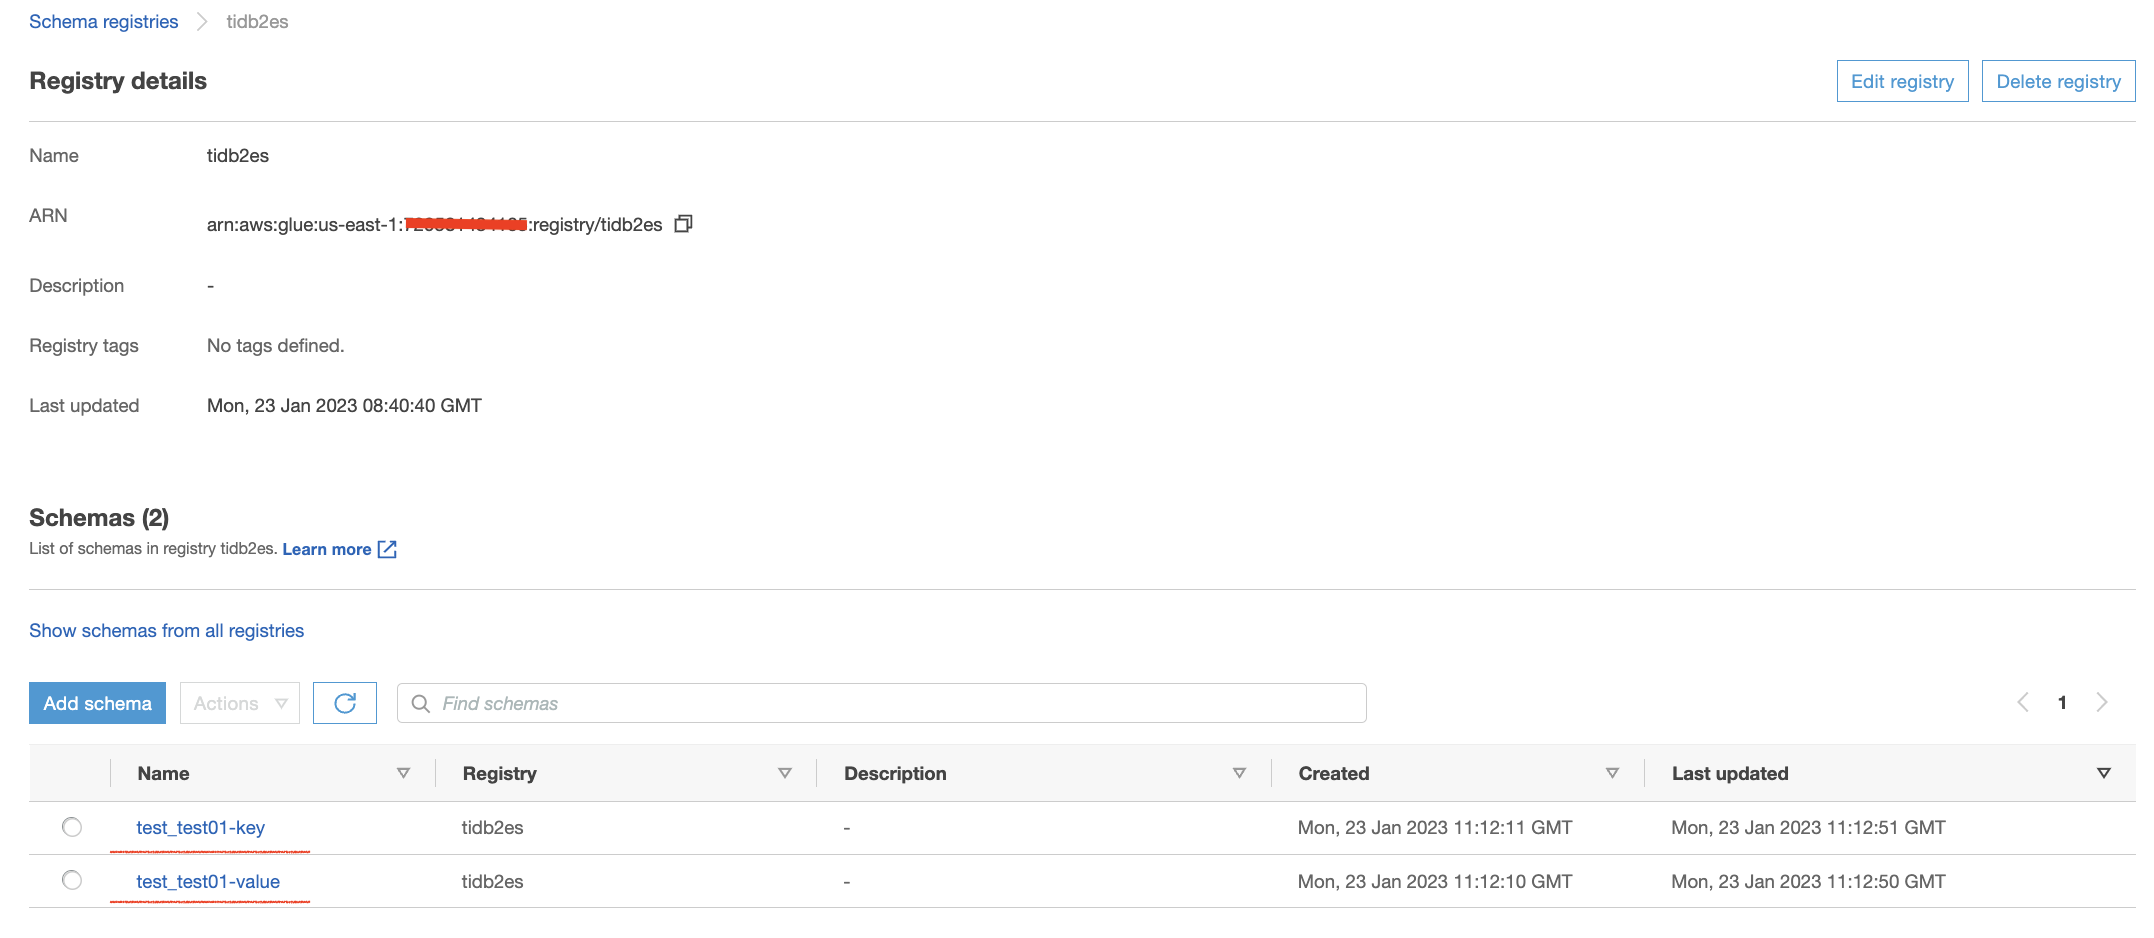 Schema registries tidb2es
Registry details
Edit registry Delete registry
Name tidb2es
ARN arn:aws:glue:us-east-1: :registry/tidb2es
Description -
Registry tags No tags defined.
Last updated Mon, 23 Jan 2023 08:40:40 GMT
Schemas (2)
List of schemas in registry tidb2es. Learn more
Show schemas from all registries
Add schema Actions Find schemas 1
Name Registry Description Created Last updated
test_test01-key tidb2es - Mon, 23 Jan 2023 11:12:11 GMT Mon, 23 Jan 2023 11:12:51 GMT
test_test01-value tidb2es - Mon, 23 Jan 2023 11:12:10 GMT Mon, 23 Jan 2023 11:12:50 GMT